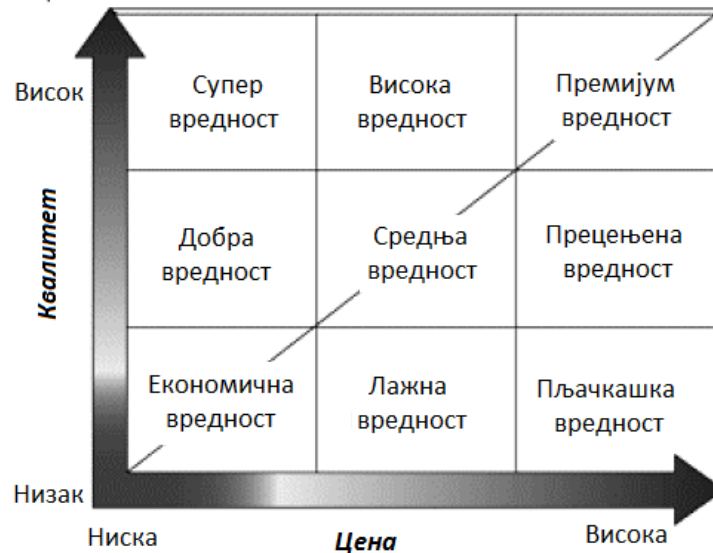 Висок
Супер
вредност
Висока
вредност
Премијум
вредност
Квалитет
Добра
вредност
Средња
вредност
Прецењена
вредност
Економична
вредност
Лажна
вредност
Пљачкашка
вредност
Низак
Ниска
Цена
Висока